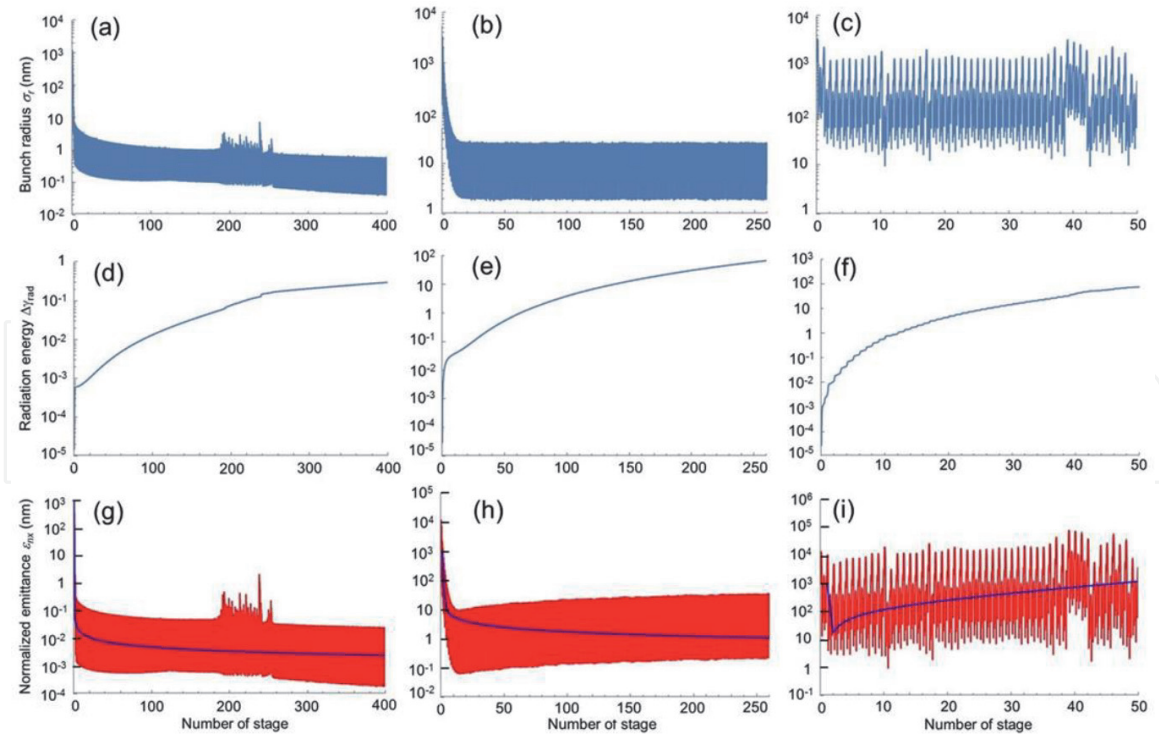 (a)
Bunch radius σr (nm)
10^4
10^3
10^2
10
1
10^-1
10^-2
0 100 200 300 400
(b)
10^4
10^3
10^2
10
1
0 50 100 150 200 250
(c)
10^4
10^3
10^2
10
1
0 10 20 30 40 50
(d)
Radiation energy Δγrad
1
10^-1
10^-2
10^-3
10^-4
10^-5
0 100 200 300 400
(e)
10^2
10
1
10^-1
10^-2
10^-3
10^-4
10^-5
0 50 100 150 200 250
(f)
10^3
10^2
10
1
10^-1
10^-2
10^-3
10^-4
10^-5
0 10 20 30 40 50
(g)
Normalized emittance εnx (nm)
10^3
10^2
10
1
10^-1
10^-2
10^-3
10^-4
0 100 200 300 400
Number of stage
(h)
10^5
10^4
10^3
10^2
10
1
10^-1
10^-2
0 50 100 150 200 250
Number of stage
(i)
10^6
10^5
10^4
10^3
10^2
10
1
10^-1
0 10 20 30 40 50
Number of stage